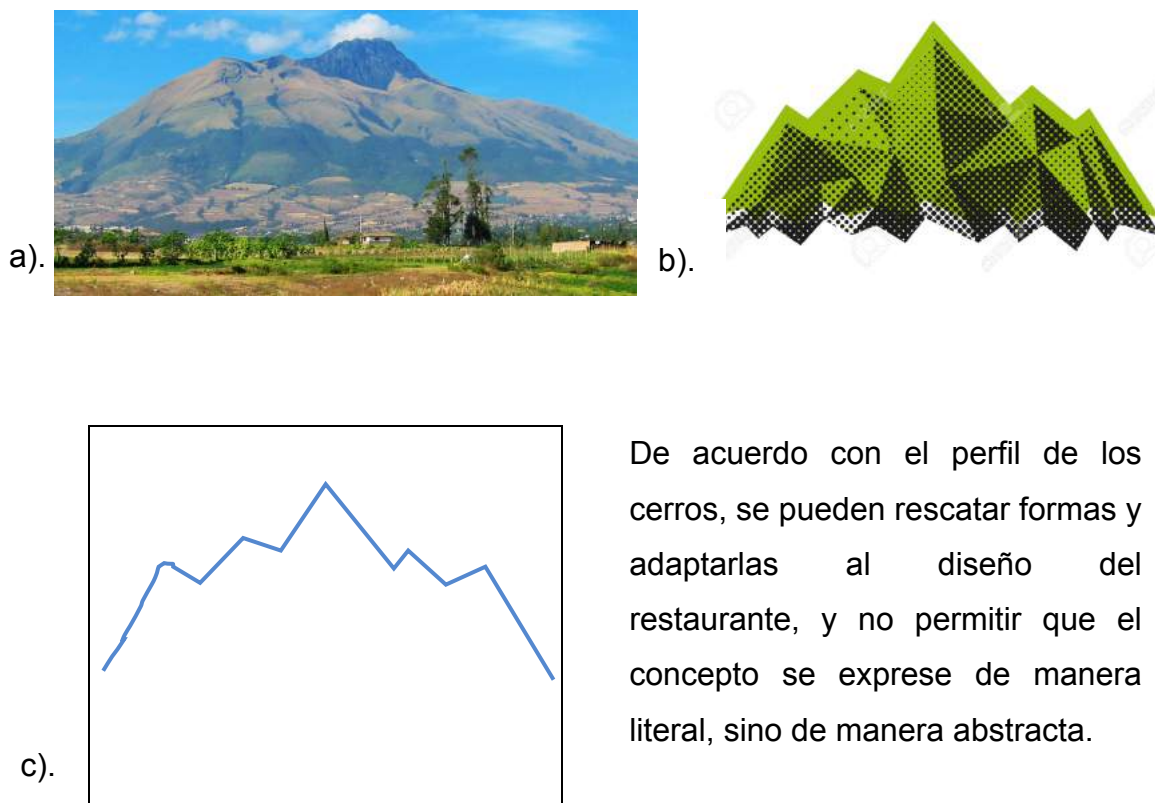 a).
b).
De acuerdo con el perfil de los
cerros, se pueden rescatar formas y
adaptarlas al diseño del
restaurante, y no permitir que el
concepto se exprese de manera
literal, sino de manera abstracta.
c).